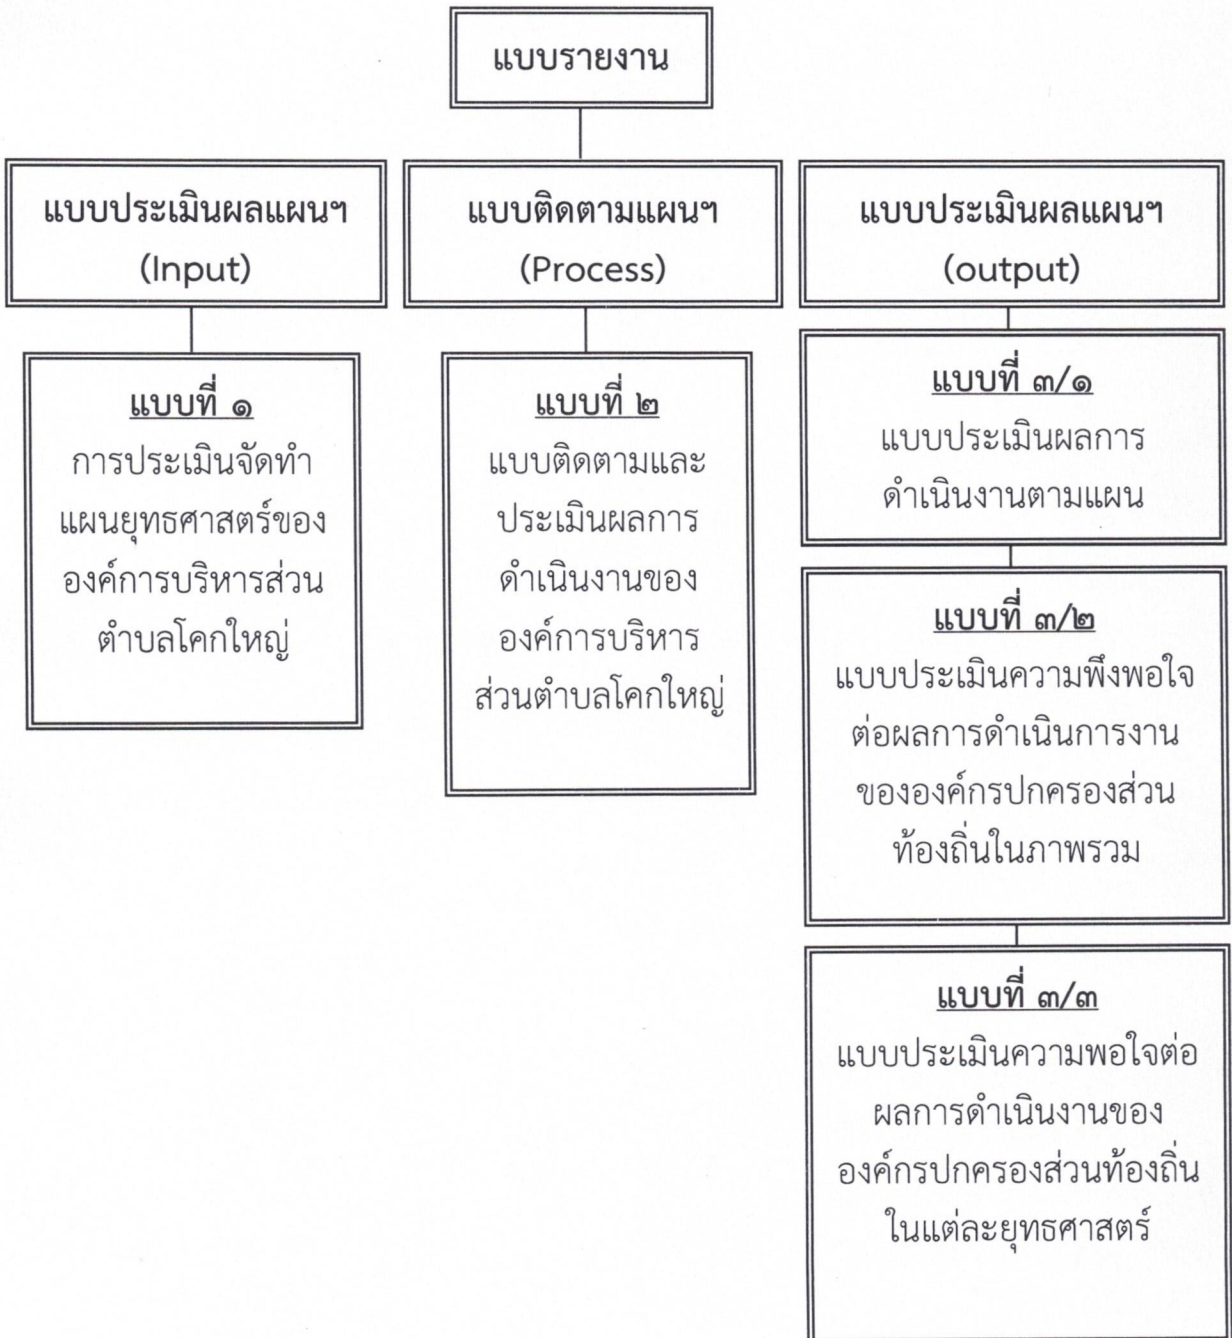 แบบรายงาน
แบบประเมินผลแผนฯ
(Input)
แบบติดตามแผนฯ
(Process)
แบบประเมินผลแผนฯ
(output)
แบบที่ ๑
การประเมินจัดทำ
แผนยุทธศาสตร์ของ
องค์การบริหารส่วน
ตำบลโคกใหญ่
แบบที่ ๒
แบบติดตามและ
ประเมินผลการ
ดำเนินงานของ
องค์การบริหาร
ส่วนตำบลโคกใหญ่
แบบที่ ๓/๑
แบบประเมินผลการ
ดำเนินงานตามแผน
แบบที่ ๓/๒
แบบประเมินความพึงพอใจ
ต่อผลการดำเนินการงาน
ขององค์กรปกครองส่วน
ท้องถิ่นในภาพรวม
แบบที่ ๓/๓
แบบประเมินความพอใจต่อ
ผลการดำเนินงานของ
องค์กรปกครองส่วนท้องถิ่น
ในแต่ละยุทธศาสตร์